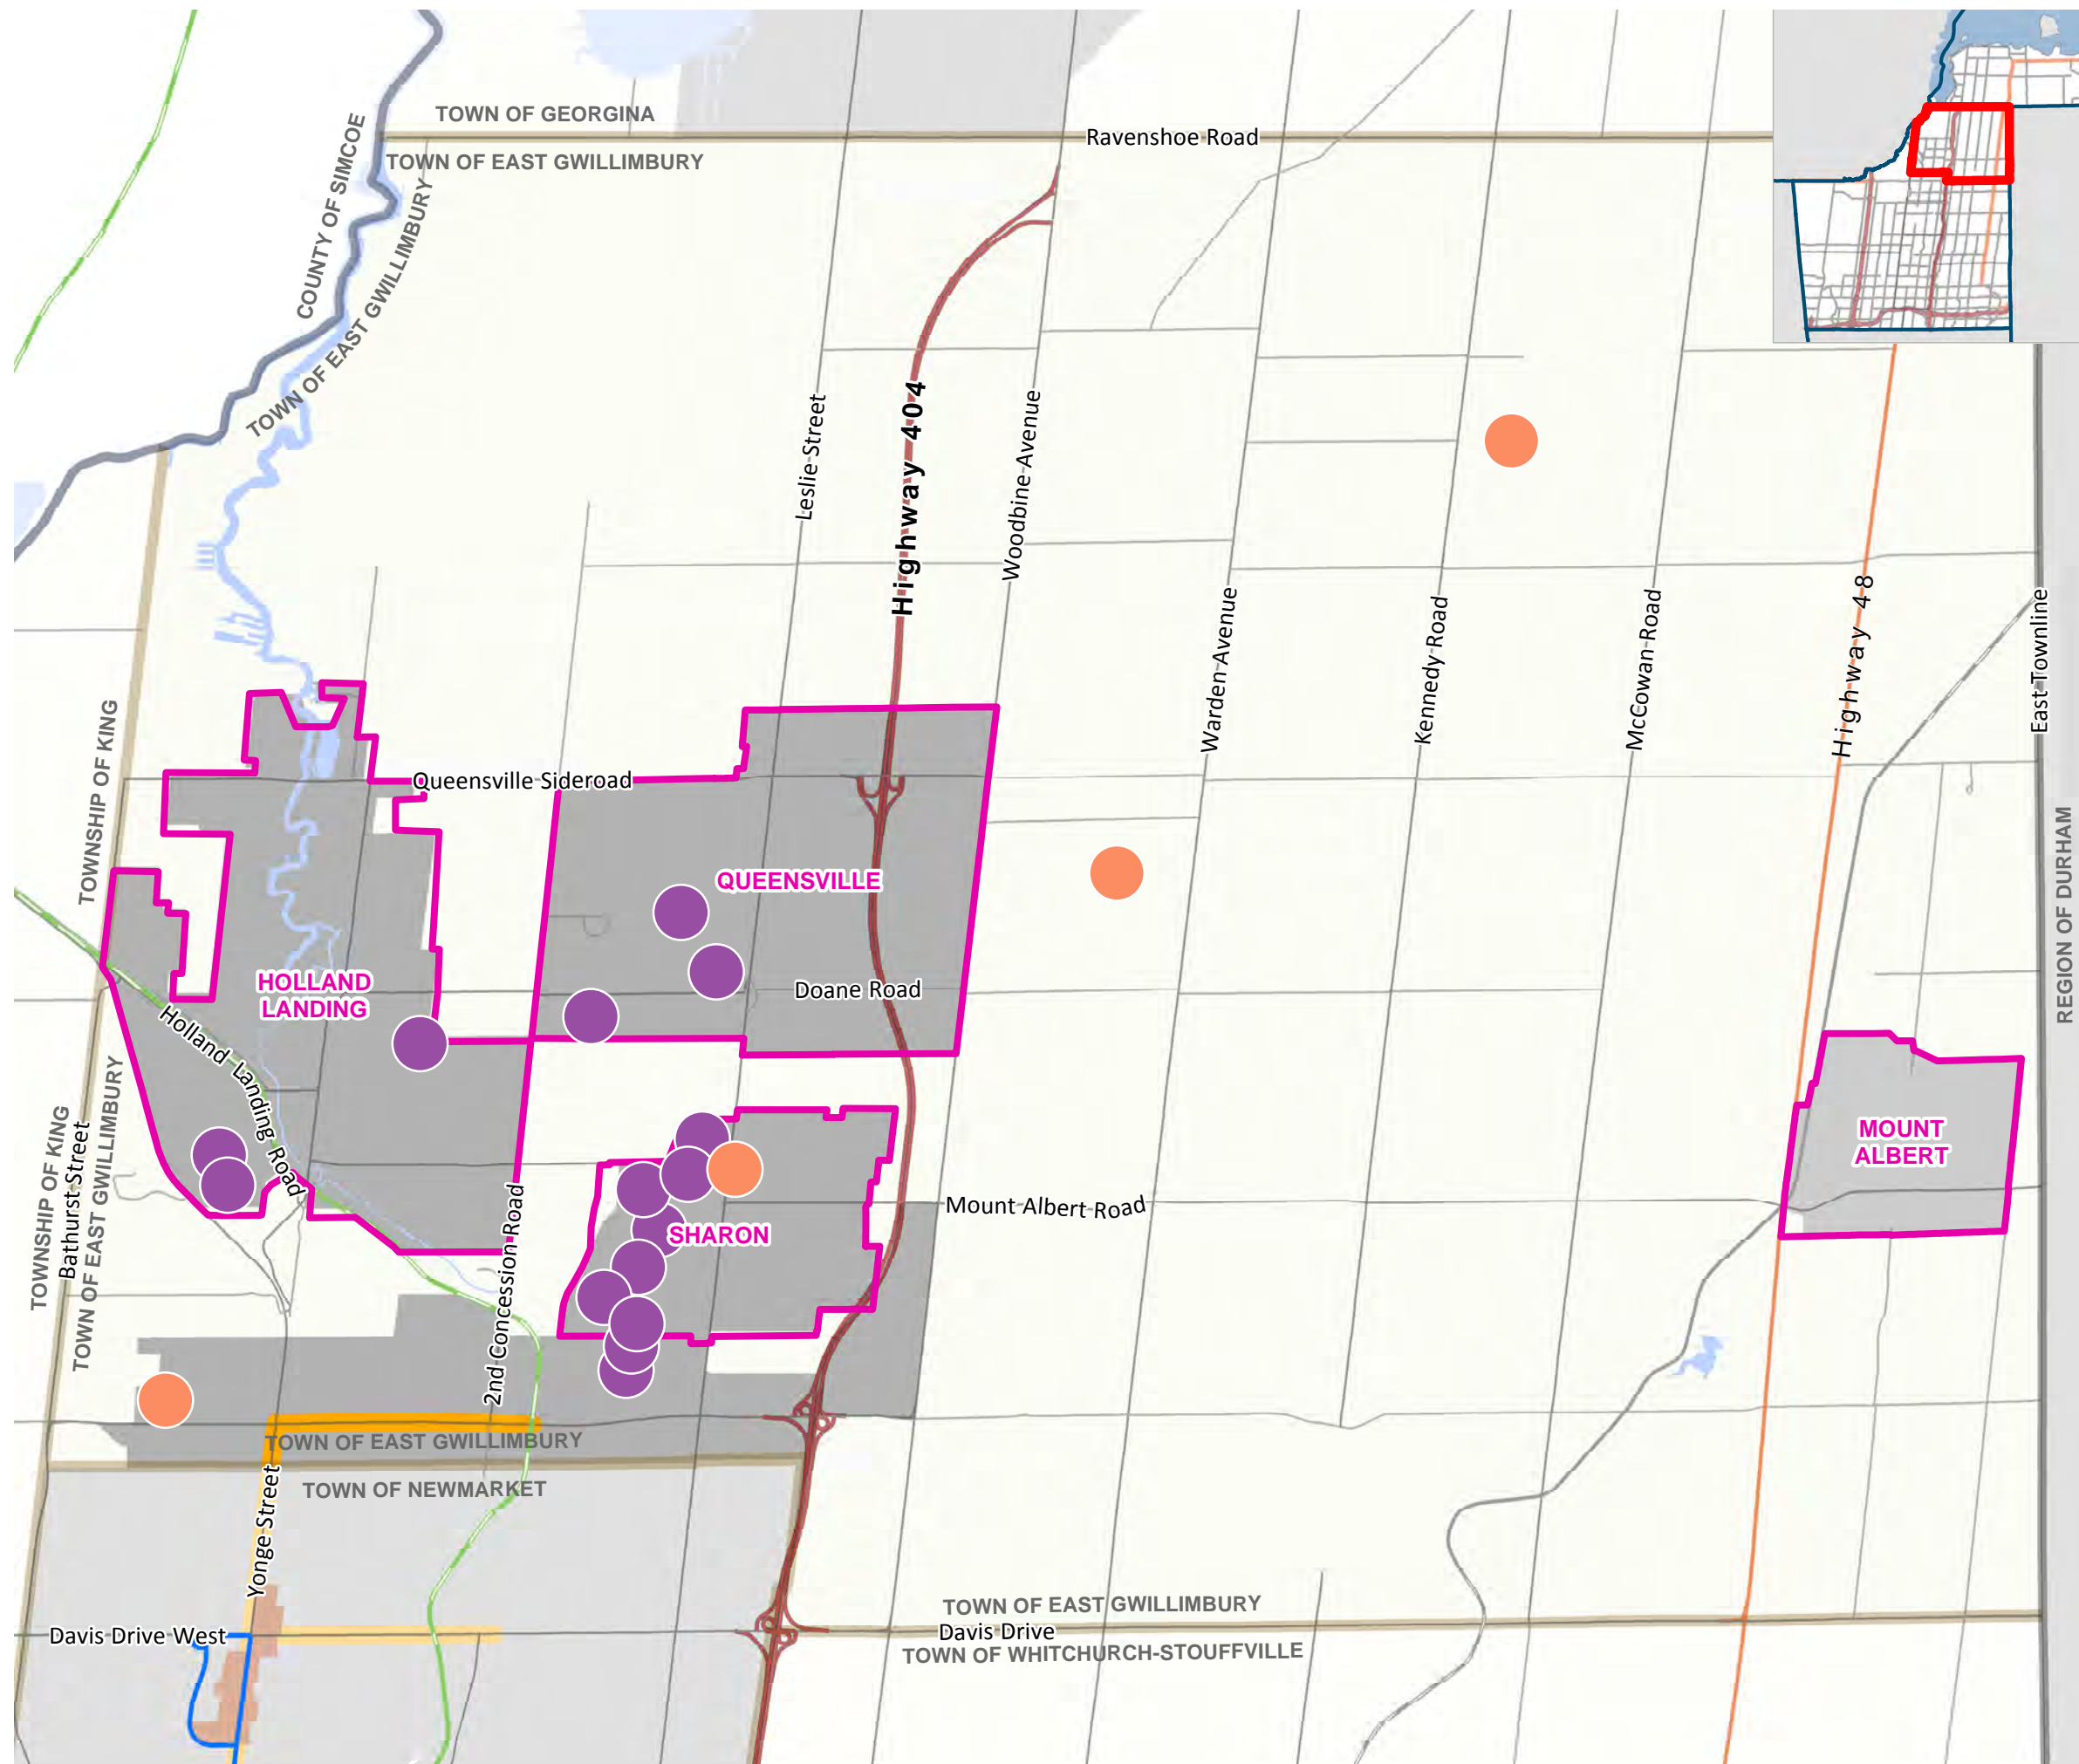 TOWN OF GEORGINA
Ravenshoe Road
TOWN OF EAST GWILLIMBURY
COUNTY OF SIMCOE
TOWN OF EAST GWILLIMBURY
Leslie Street
Highway 404
Woodbine Avenue
Warden Avenue
Kennedy Road
McCowan Road
Highway 48
East Townline
TOWNSHIP OF KING
Queensville Sideroad
REGION OF DURHAM
QUEENSVILLE
HOLLAND
LANDING
Doane Road
Holland Landing Road
MOUNT
ALBERT
TOWNSHIP OF KING
Bathurst Street
TOWN OF EAST GWILLIMBURY
Mount Albert Road
SHARON
2nd Concession Road
TOWN OF EAST GWILLIMBURY
TOWN OF NEWMARKET
Yonge Street
TOWN OF EAST GWILLIMBURY
Davis Drive West
Davis Drive
TOWN OF WHITCHURCH-STOUFFVILLE